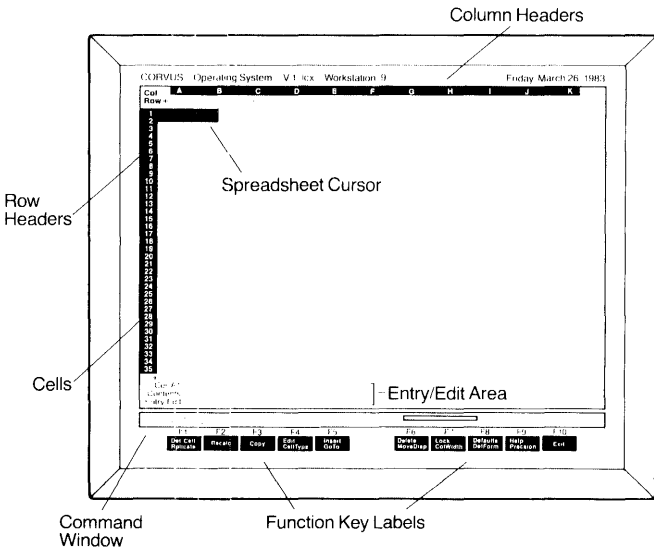 Column Headers
CORVUS Operating System V 1.1cx Workstation 9 Friday March 26 1983
Col A B C D E F G H I J K
Row
1
2
3
4
5
6
7
8
9
10
11
12
13
14
15
16
17
18
19
20
21
22
23
24
25
26
27
28
29
30
31
32
33
34
35
Spreadsheet Cursor
Row
Headers
Cells
Contents
Entry/Edit Area
F1 F2 F3 F4 F5 F6 F7 F8 F9 F10
Def Cell Recalc Copy Edit Insert Delete Lock Defaults Help Exit
Rplicate CellType GoTo MoveDisp ColWidth DefForm Precision
Command
Window
Function Key Labels